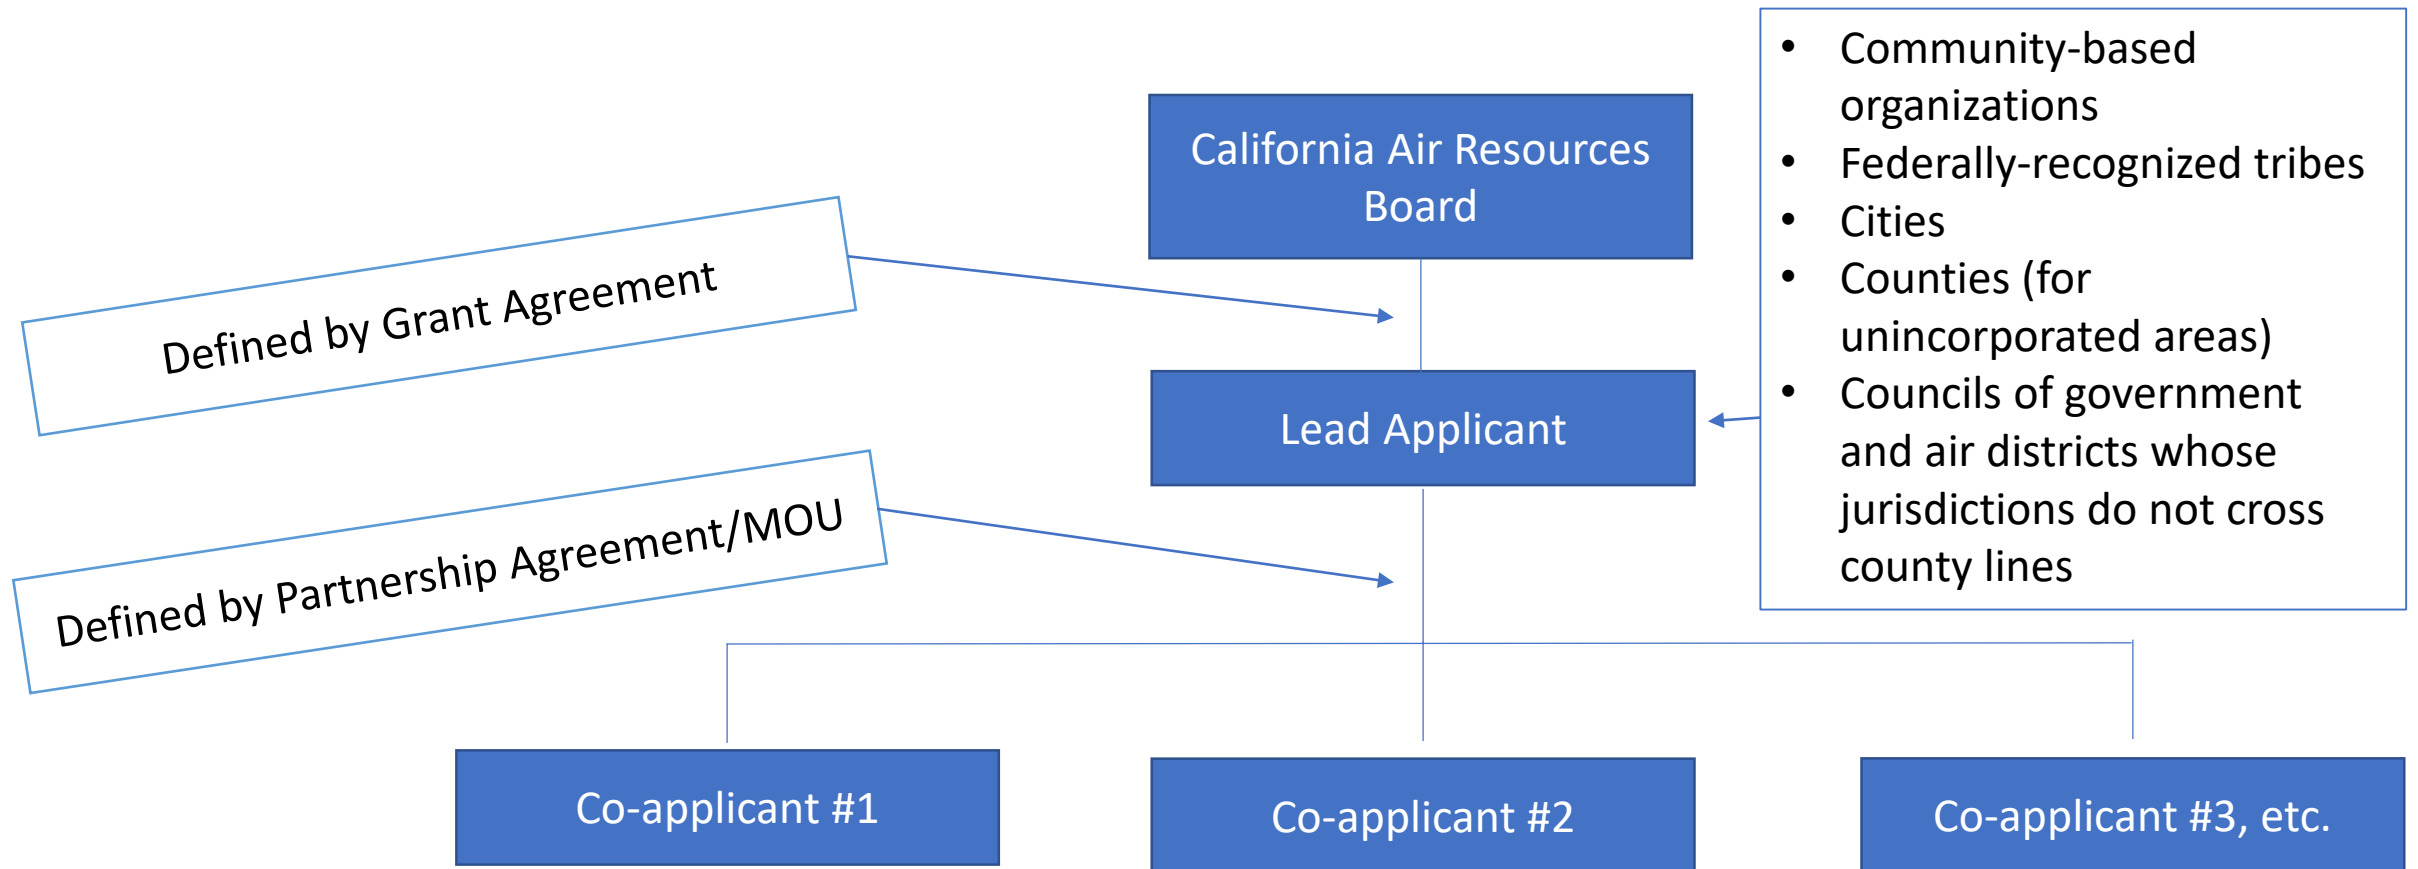 California Air Resources
Board
Defined by Grant Agreement
Lead Applicant
• Community-based
organizations
• Federally-recognized tribes
• Cities
• Counties (for
unincorporated areas)
• Councils of government
and air districts whose
jurisdictions do not cross
county lines
Defined by Partnership Agreement/MOU
Co-applicant #1
Co-applicant #2
Co-applicant #3, etc.